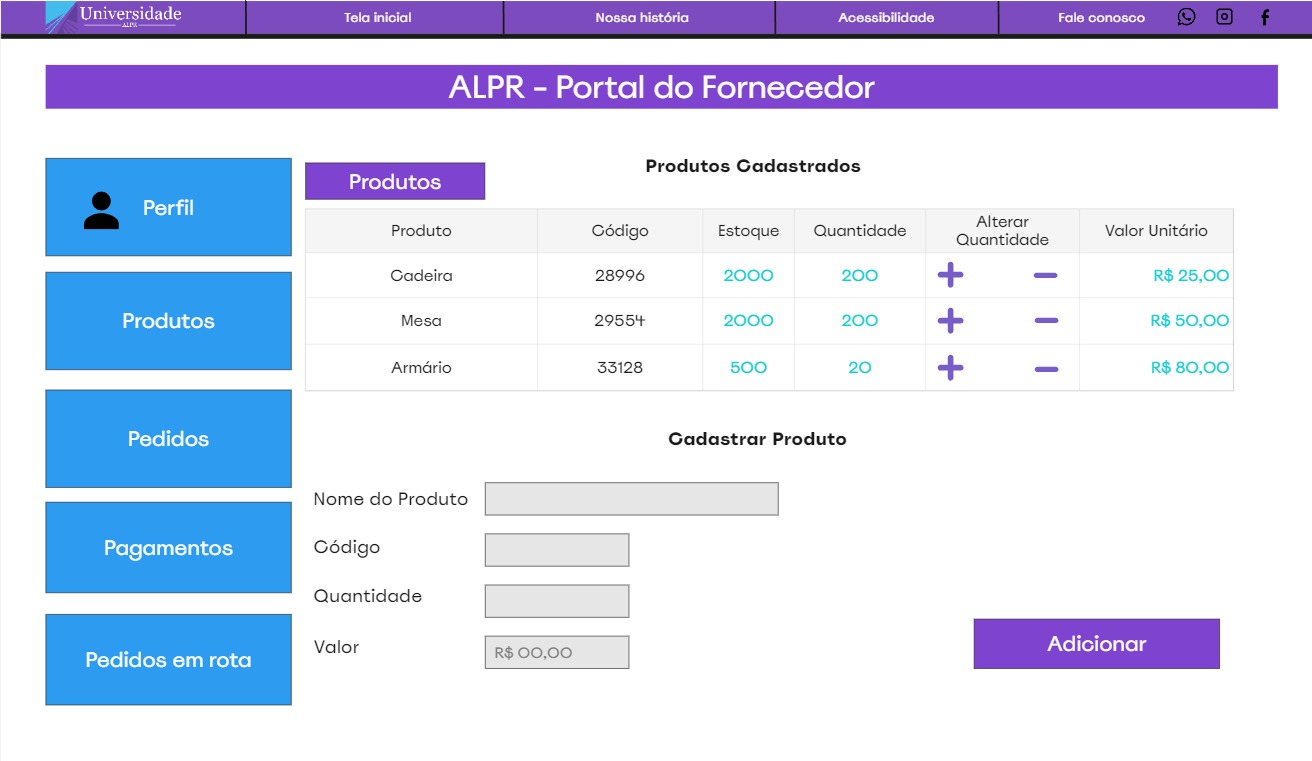 Universidade
ALPR
Tela inicial
Nossa história
Acessibilidade
Fale conosco
ALPR - Portal do Fornecedor
Perfil
Produtos
Pedidos
Pagamentos
Pedidos em rota
Produtos
Produtos Cadastrados
Produto Código Estoque Quantidade Alterar Quantidade Valor Unitário
Cadeira 28996 2000 200 + − R$ 25,00
Mesa 29554 2000 200 + − R$ 50,00
Armário 33128 500 20 + − R$ 80,00
Cadastrar Produto
Nome do Produto
Código
Quantidade
Valor R$ 00,00
Adicionar